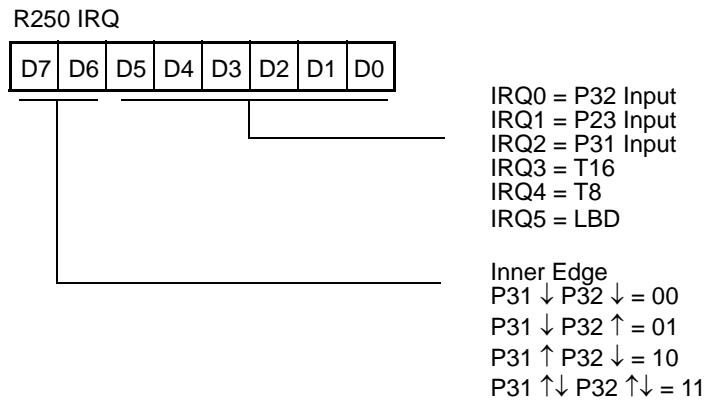 R250 IRQ
D7 D6 D5 D4 D3 D2 D1 D0
IRQ0 = P32 Input
IRQ1 = P23 Input
IRQ2 = P31 Input
IRQ3 = T16
IRQ4 = T8
IRQ5 = LBD
Inner Edge
P31 ↓ P32 ↓ = 00
P31 ↓ P32 ↑ = 01
P31 ↑ P32 ↓ = 10
P31 ↑↓ P32 ↑↓ = 11